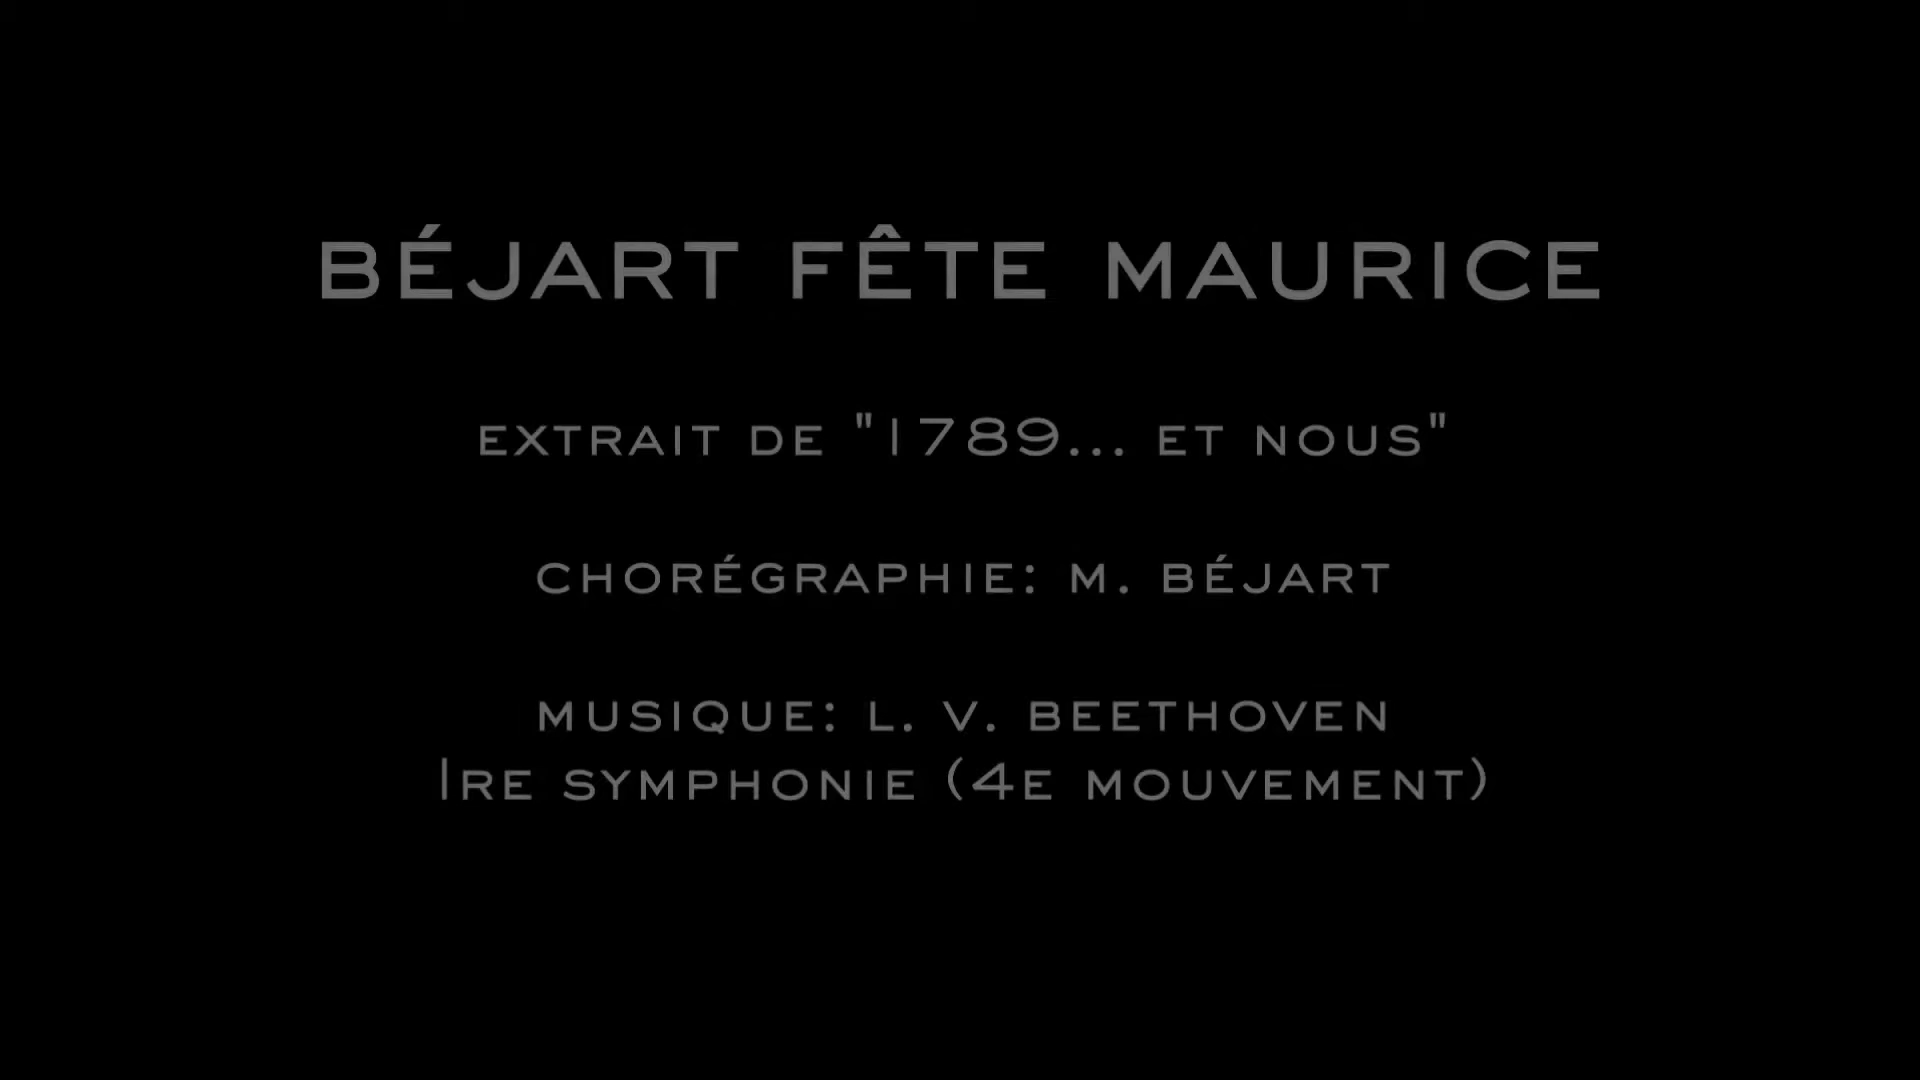 BÉJART FÊTE MAURICE
EXTRAIT DE "1789... ET NOUS"
CHORÉGRAPHIE: M. BÉJART
MUSIQUE: L. V. BEETHOVEN
1RE SYMPHONIE (4E MOUVEMENT)